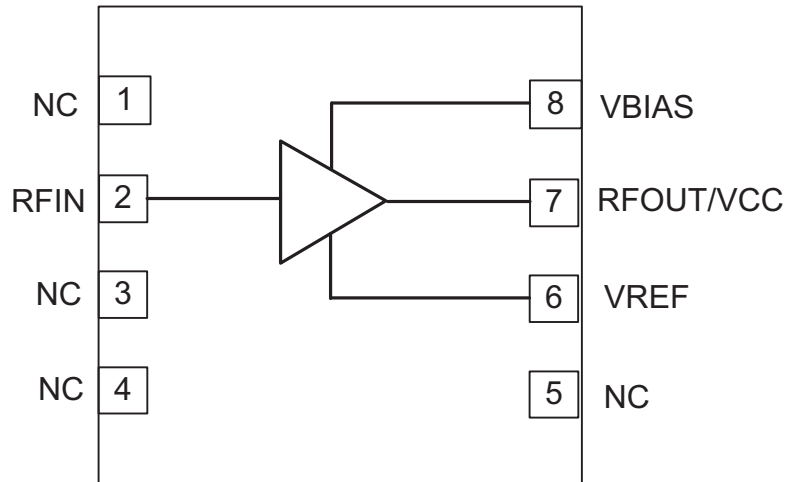 NC 1
8 VBIAS
RFIN 2
7 RFOUT/VCC
NC 3
6 VREF
NC 4
5 NC